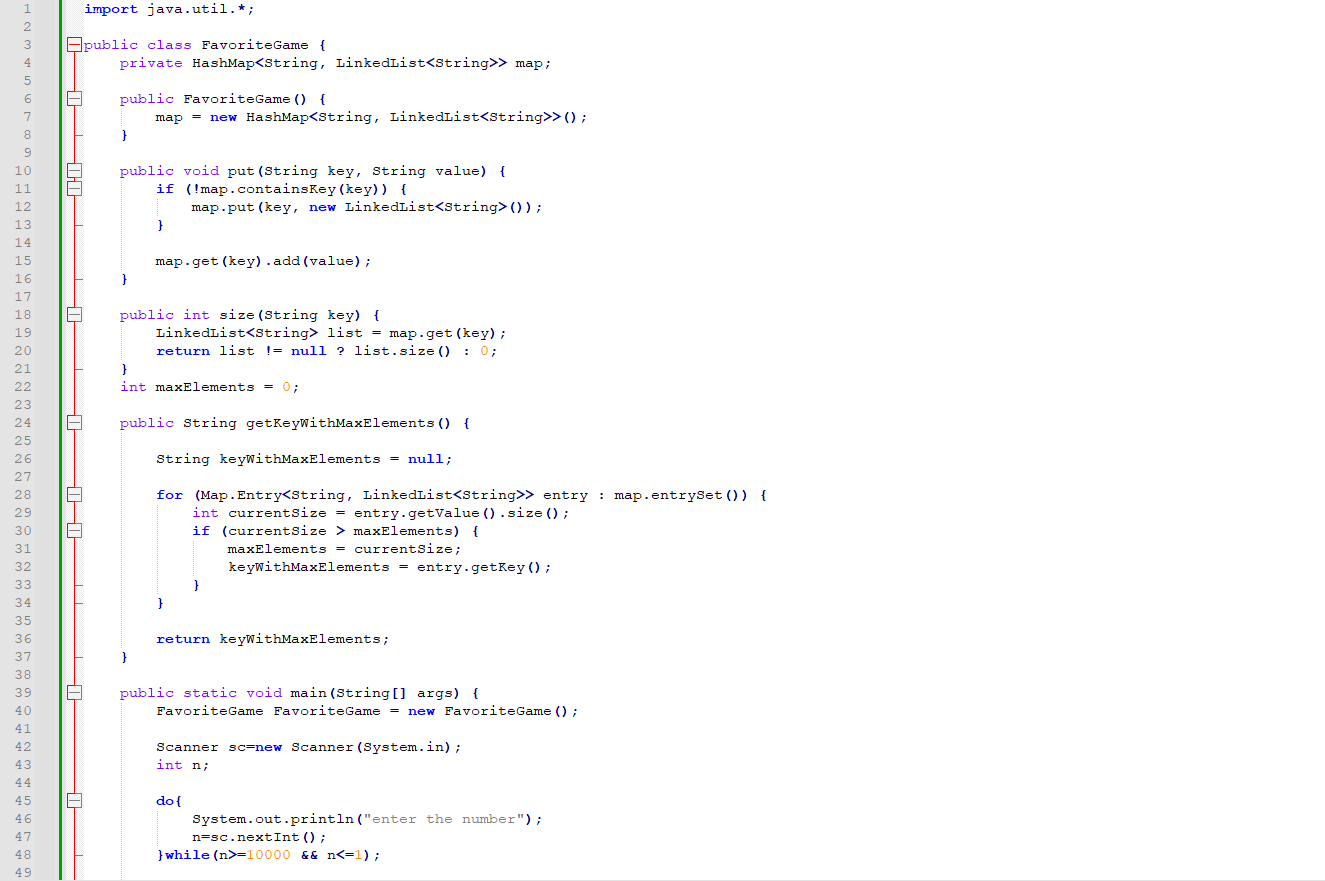 1 import java.util.*;
2
3 public class FavoriteGame {
4 private HashMap<String, LinkedList<String>> map;
5
6 public FavoriteGame() {
7 map = new HashMap<String, LinkedList<String>>();
8 }
9
10 public void put(String key, String value) {
11 if (!map.containsKey(key)) {
12 map.put(key, new LinkedList<String>());
13 }
14
15 map.get(key).add(value);
16 }
17
18 public int size(String key) {
19 LinkedList<String> list = map.get(key);
20 return list != null ? list.size() : 0;
21 }
22 int maxElements = 0;
23
24 public String getKeyWithMaxElements() {
25
26 String keyWithMaxElements = null;
27
28 for (Map.Entry<String, LinkedList<String>> entry : map.entrySet()) {
29 int currentSize = entry.getValue().size();
30 if (currentSize > maxElements) {
31 maxElements = currentSize;
32 keyWithMaxElements = entry.getKey();
33 }
34 }
35
36 return keyWithMaxElements;
37 }
38
39 public static void main(String[] args) {
40 FavoriteGame FavoriteGame = new FavoriteGame();
41
42 Scanner sc=new Scanner(System.in);
43 int n;
44
45 do{
46 System.out.println("enter the number");
47 n=sc.nextInt();
48 }while(n>=10000 && n<=1);
49